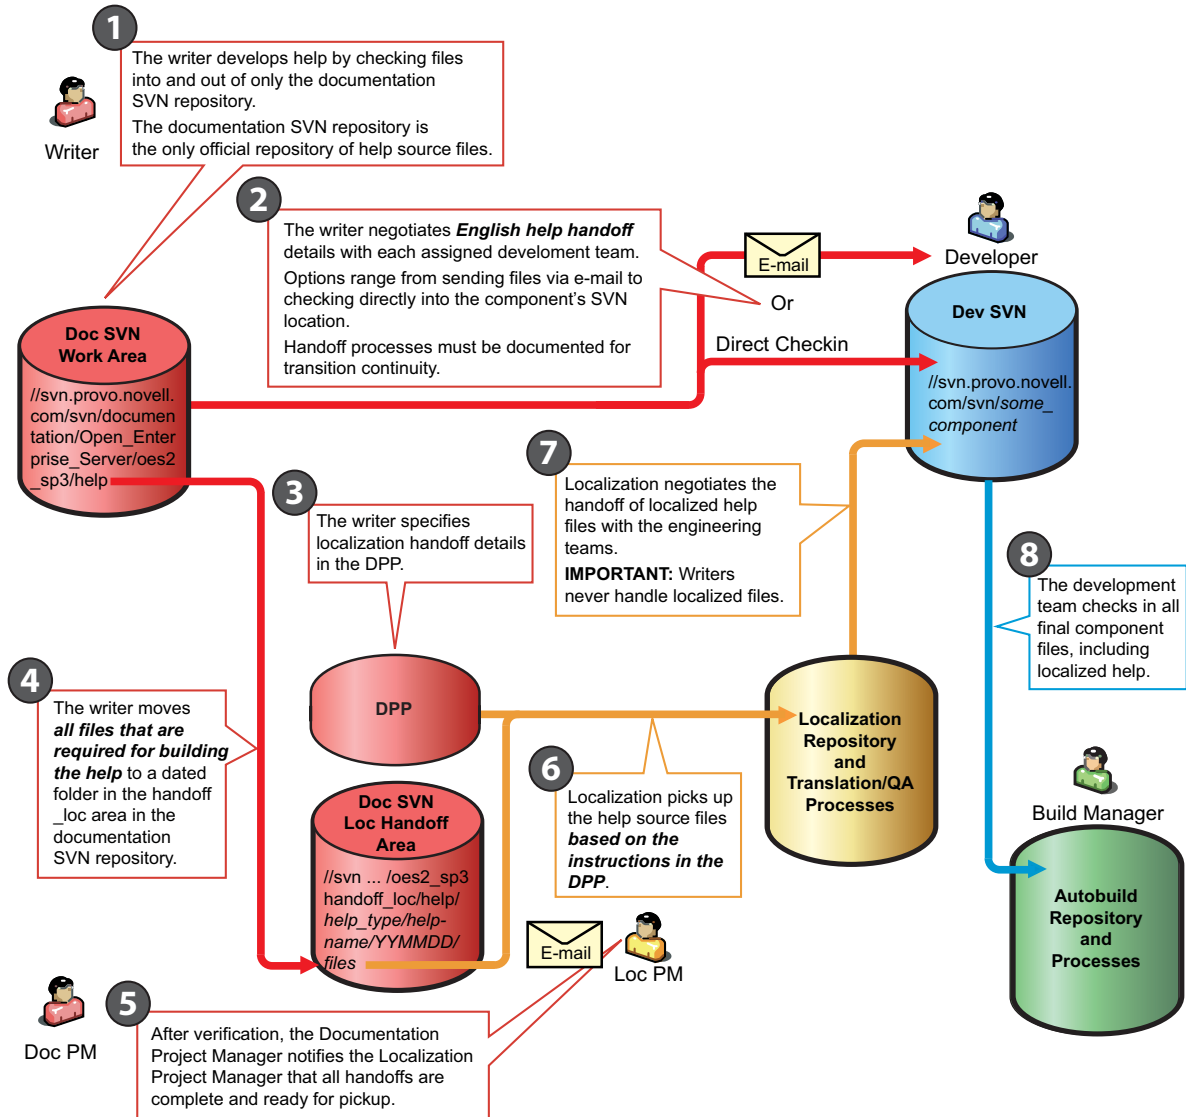 1
The writer develops help by checking files
into and out of only the documentation
SVN repository.
The documentation SVN repository is
the only official repository of help source files.
Writer
2
The writer negotiates English help handoff
details with each assigned develoment team.
Options range from sending files via e-mail to
checking directly into the component’s SVN
location.
Handoff processes must be documented for
transition continuity.
E-mail
Or
Direct Checkin
Developer
Dev SVN
//svn.provo.novell.
com/svn/some_
component
Doc SVN
Work Area
//svn.provo.novell.
com/svn/documen
tation/Open_Enter
prise_Server/oes2
_sp3/help
3
The writer specifies
localization handoff details
in the DPP.
DPP
4
The writer moves
all files that are
required for building
the help to a dated
folder in the handoff
_loc area in the
documentation
SVN repository.
Doc SVN
Loc Handoff
Area
//svn ... /oes2_sp3
handoff_loc/help/
help_type/help-
name/YYMMDD/
files
5
After verification, the Documentation
Project Manager notifies the Localization
Project Manager that all handoffs are
complete and ready for pickup.
Doc PM
E-mail
Loc PM
6
Localization picks up
the help source files
based on the
instructions in the
DPP.
7
Localization negotiates the
handoff of localized help
files with the engineering
teams.
IMPORTANT: Writers
never handle localized files.
Localization
Repository
and
Translation/QA
Processes
8
The development
team checks in all
final component
files, including
localized help.
Build Manager
Autobuild
Repository
and
Processes